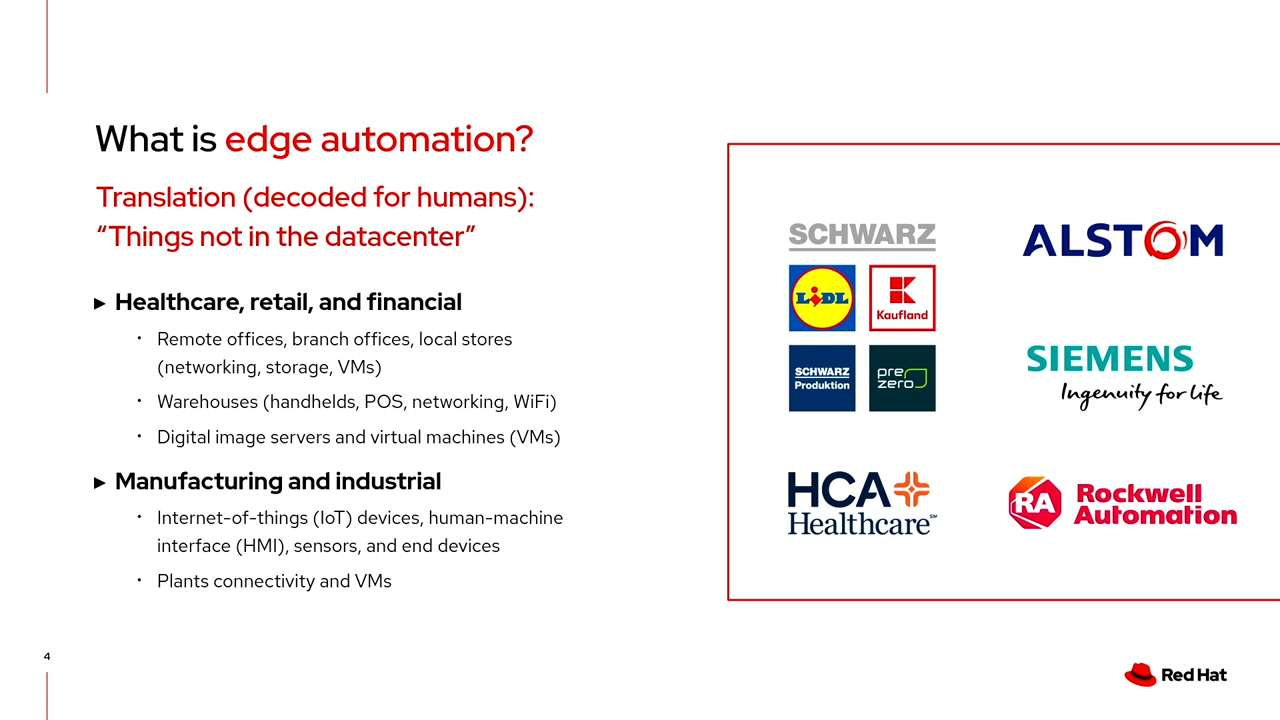 What is edge automation?
Translation (decoded for humans):
“Things not in the datacenter”
► Healthcare, retail, and financial
• Remote offices, branch offices, local stores
(networking, storage, VMs)
• Warehouses (handhelds, POS, networking, WiFi)
• Digital image servers and virtual machines (VMs)
► Manufacturing and industrial
• Internet-of-things (IoT) devices, human-machine
interface (HMI), sensors, and end devices
• Plants connectivity and VMs
SCHWARZ
LIDL
Kaufland
SCHWARZ
Produktion
pre
zero
HCA
Healthcare℠
ALSTOM
SIEMENS
Ingenuity for life
RA Rockwell
Automation
4
Red Hat